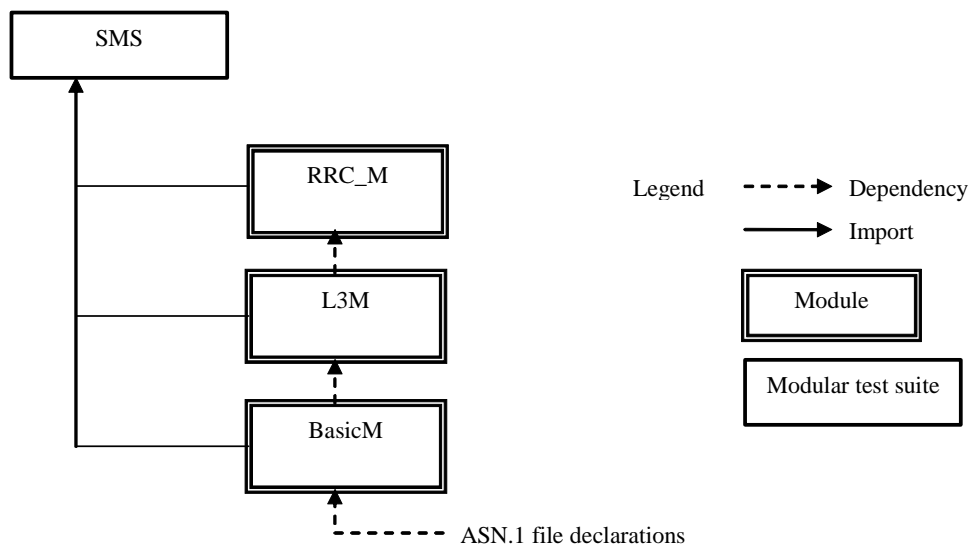 SMS
RRC_M
Legend
Dependency
Import
L3M
Module
Modular test suite
BasicM
ASN.1 file declarations